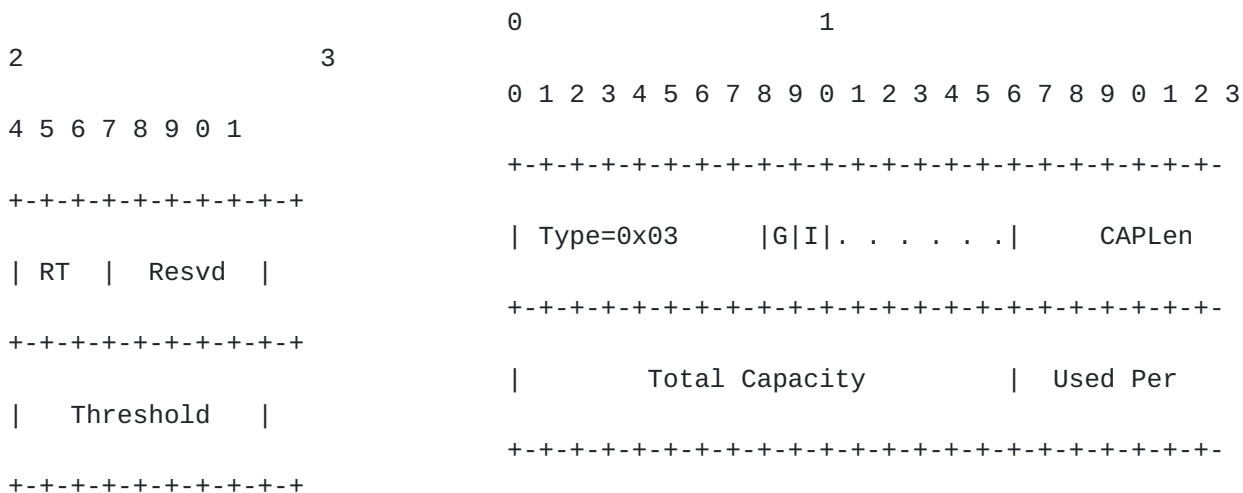 0                   1
2                   3
0 1 2 3 4 5 6 7 8 9 0 1 2 3 4 5 6 7 8 9 0 1 2 3
4 5 6 7 8 9 0 1
+-+-+-+-+-+-+-+-+-+-+-+-+-+-+-+-+-+-+-+-+-+-+-
+-+-+-+-+-+-+-+-+-+
| Type=0x03     |G|I|. . . . . .|     CAPLen
| RT  |  Resvd  |
+-+-+-+-+-+-+-+-+-+-+-+-+-+-+-+-+-+-+-+-+-+-+-
+-+-+-+-+-+-+-+-+-+
|        Total Capacity         |  Used Per
|   Threshold   |
+-+-+-+-+-+-+-+-+-+-+-+-+-+-+-+-+-+-+-+-+-+-+-
+-+-+-+-+-+-+-+-+-+